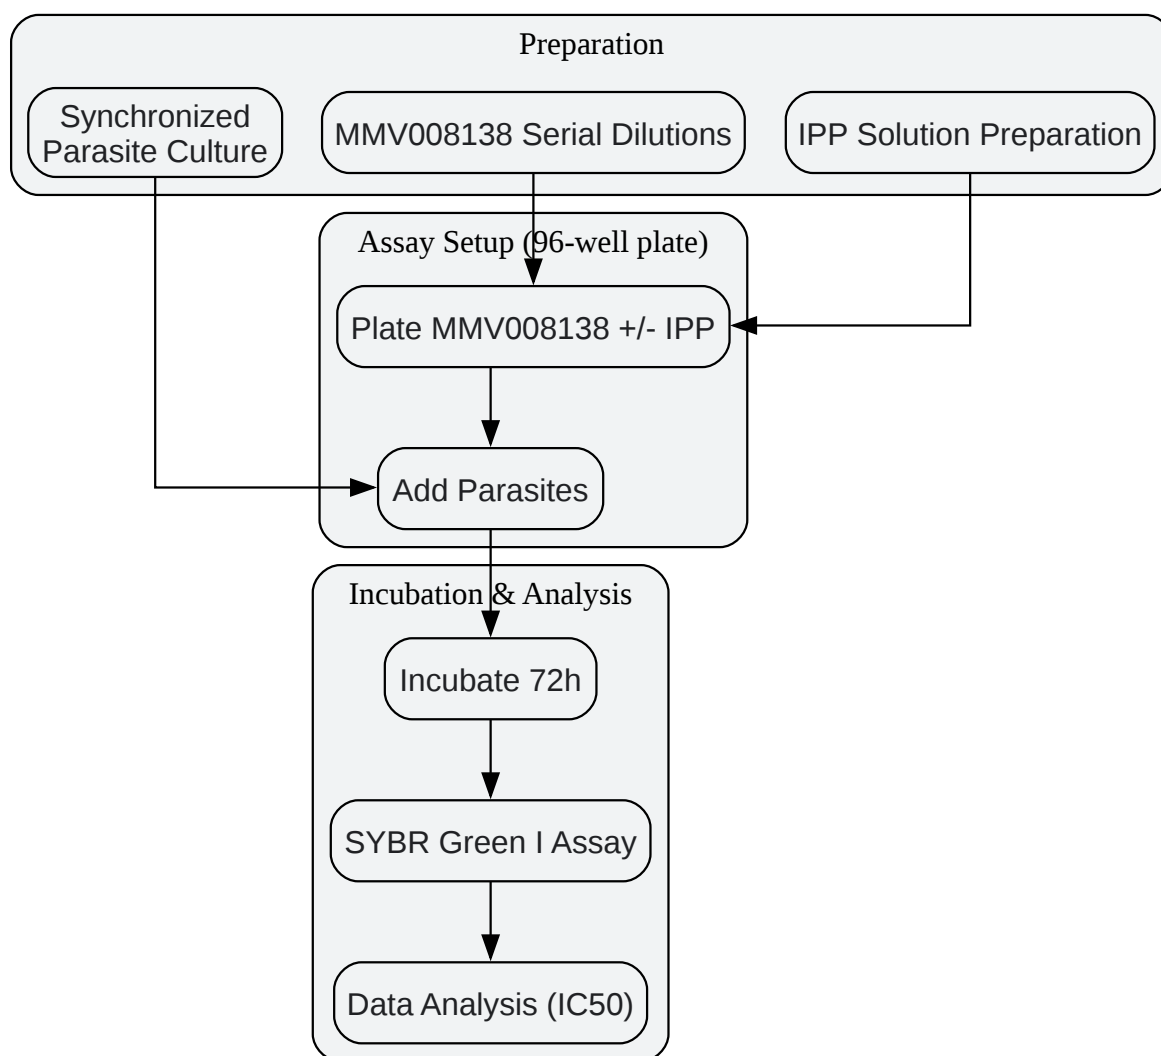 Preparation
Synchronized
Parasite Culture
MMV008138 Serial Dilutions
IPP Solution Preparation
Assay Setup (96-well plate)
Plate MMV008138 +/- IPP
Add Parasites
Incubation & Analysis
Incubate 72h
SYBR Green I Assay
Data Analysis (IC50)